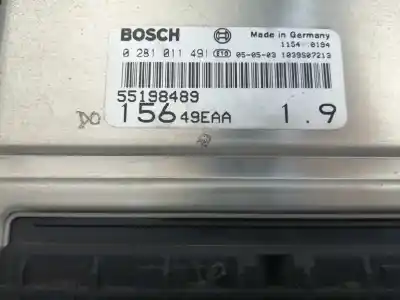 BOSCH Made in Germany
1154 0194
0 281 011 491 E10 05-05-03 1039S07213
55198489
DO 156 49EAA 1.9